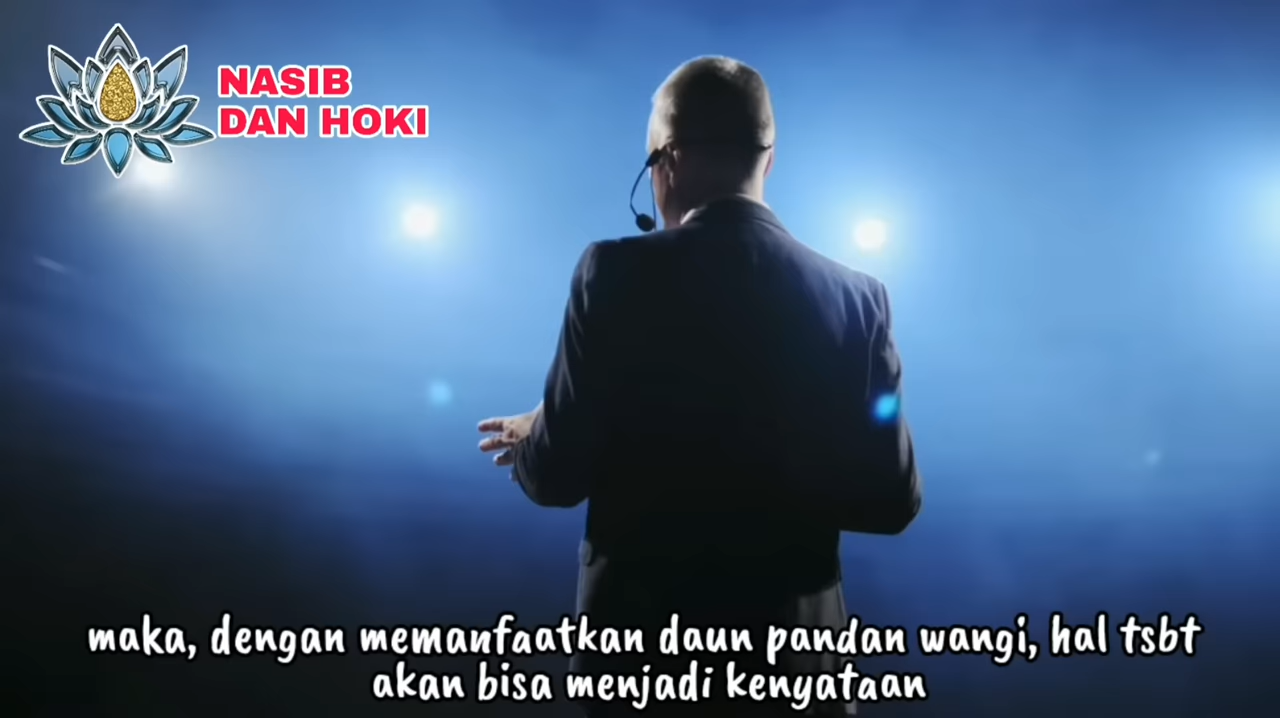 NASIB
DAN HOKI
maka, dengan memanfaatkan daun pandan wangi, hal tsbt
akan bisa menjadi kenyataan